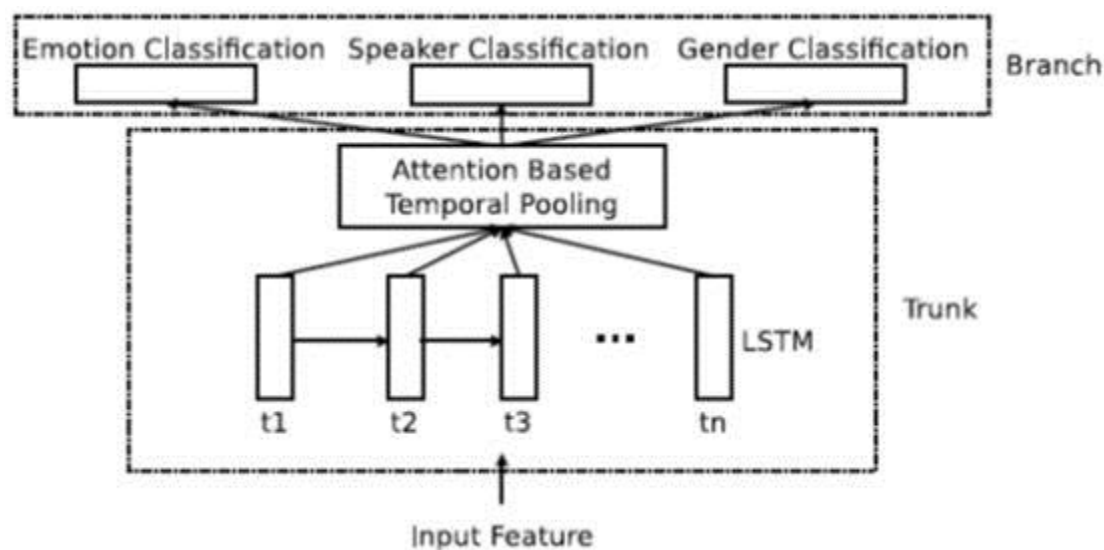 Emotion Classification Speaker Classification Gender Classification
Branch
Attention Based
Temporal Pooling
Trunk
LSTM
...
t1 t2 t3 tn
Input Feature